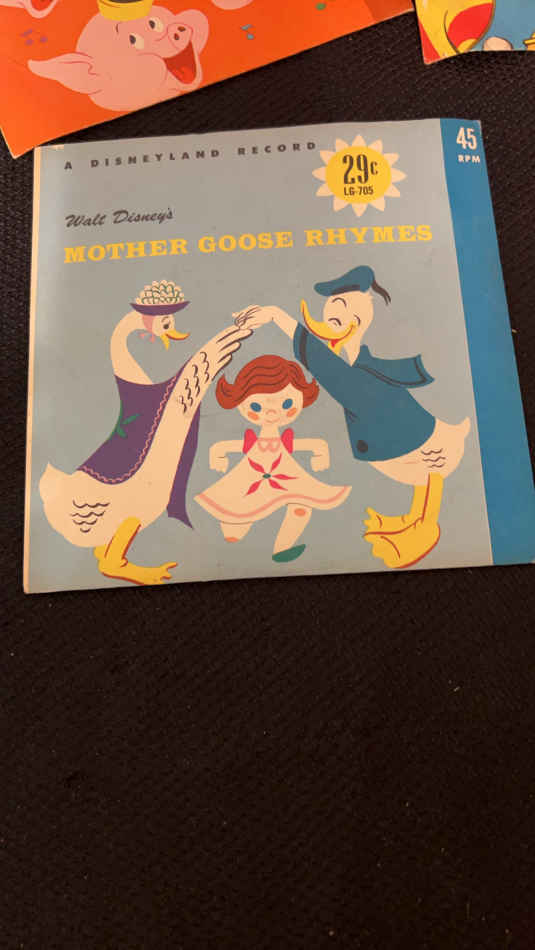 A DISNEYLAND RECORD
29¢
LG-705
45
RPM
Walt Disney's
MOTHER GOOSE RHYMES